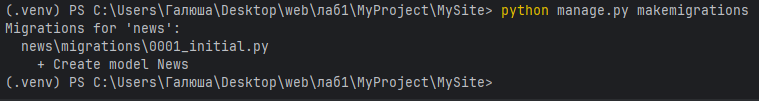 (.venv) PS C:\Users\Галюша\Desktop\web\лаб1\MyProject\MySite> python manage.py makemigrations
Migrations for 'news':
  news\migrations\0001_initial.py
    + Create model News
(.venv) PS C:\Users\Галюша\Desktop\web\лаб1\MyProject\MySite>